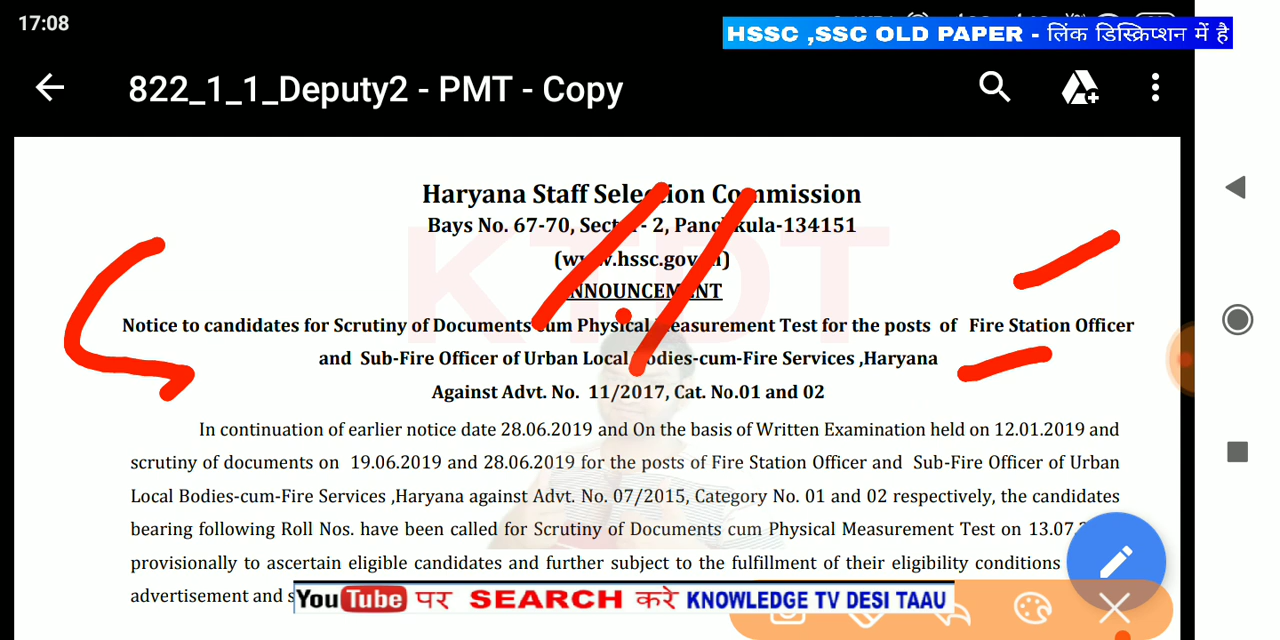 17:08
HSSC ,SSC OLD PAPER - लिंक डिस्क्रिप्शन में है
822_1_1_Deputy2 - PMT - Copy
Haryana Staff Selection Commission
Bays No. 67-70, Sector- 2, Panchkula-134151
(www.hssc.gov.in)
ANNOUNCEMENT
KTDT
Notice to candidates for Scrutiny of Documents cum Physical Measurement Test for the posts of Fire Station Officer
and Sub-Fire Officer of Urban Local Bodies-cum-Fire Services ,Haryana
Against Advt. No. 11/2017, Cat. No.01 and 02
In continuation of earlier notice date 28.06.2019 and On the basis of Written Examination held on 12.01.2019 and
scrutiny of documents on 19.06.2019 and 28.06.2019 for the posts of Fire Station Officer and Sub-Fire Officer of Urban
Local Bodies-cum-Fire Services ,Haryana against Advt. No. 07/2015, Category No. 01 and 02 respectively, the candidates
bearing following Roll Nos. have been called for Scrutiny of Documents cum Physical Measurement Test on 13.07.
provisionally to ascertain eligible candidates and further subject to the fulfillment of their eligibility conditions
advertisement and
YouTube पर SEARCH करे KNOWLEDGE TV DESI TAAU